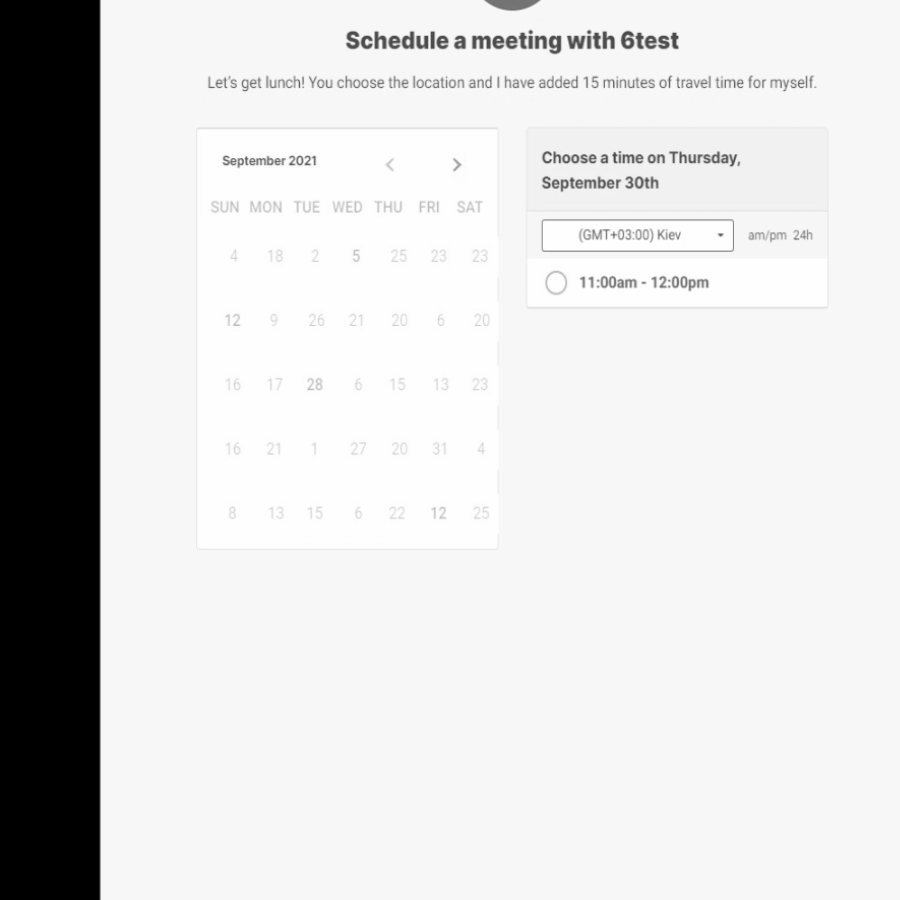 Schedule a meeting with 6test
Let's get lunch! You choose the location and I have added 15 minutes of travel time for myself.
September 2021
SUN MON TUE WED THU FRI SAT
4 18 2 5 25 23 23
12 9 26 21 20 6 20
16 17 28 6 15 13 23
16 21 1 27 20 31 4
8 13 15 6 22 12 25
Choose a time on Thursday,
September 30th
(GMT+03:00) Kiev am/pm 24h
11:00am - 12:00pm